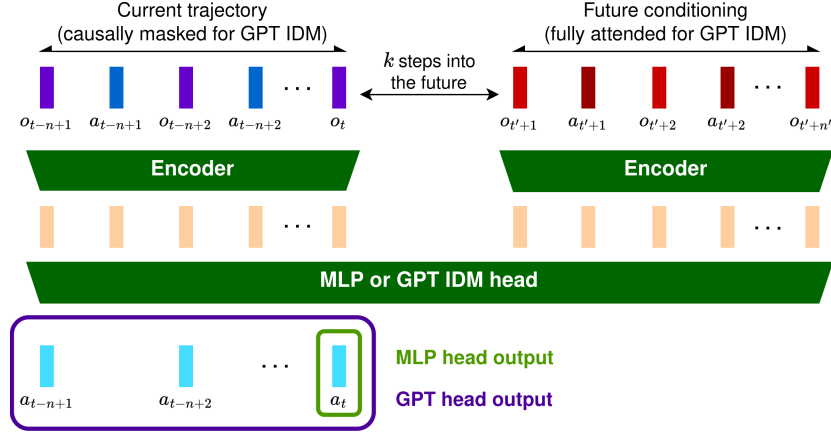 Current trajectory
(causally masked for GPT IDM)
Future conditioning
(fully attended for GPT IDM)
k steps into
the future
o_{t−n+1} a_{t−n+1} o_{t−n+2} a_{t−n+2} ··· o_t
o_{t′+1} a_{t′+1} o_{t′+2} a_{t′+2} ··· o_{t′+n′}
Encoder
Encoder
···
···
MLP or GPT IDM head
a_{t−n+1} a_{t−n+2} ··· a_t
MLP head output
GPT head output